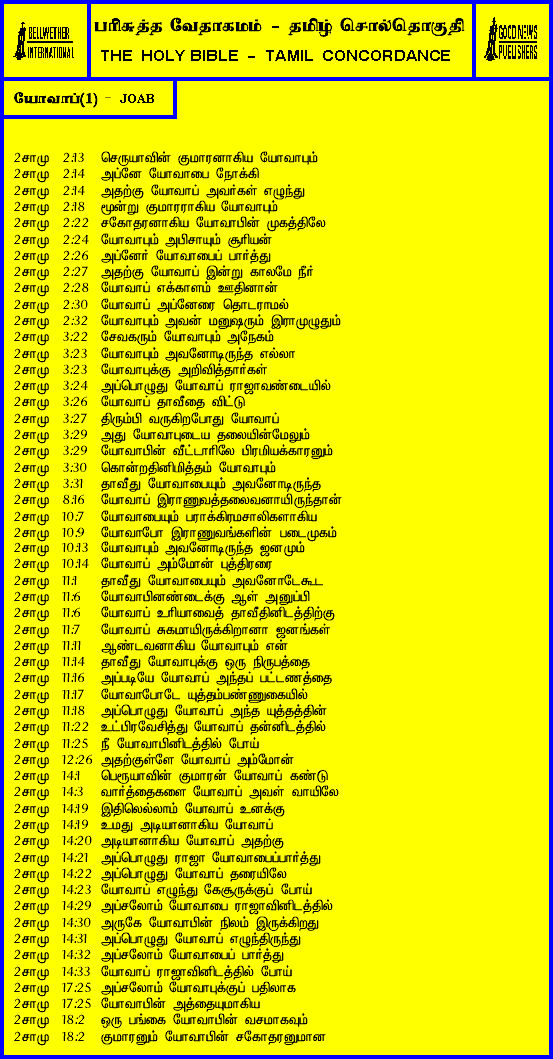 BELLWETHER
INTERNATIONAL
பரிசுத்த வேதாகமம் - தமிழ் சொல்தொகுதி
THE HOLY BIBLE - TAMIL CONCORDANCE
GOOD NEWS
PUBLISHERS
யோவாப்(1) - JOAB
2சாமு 2:13 செருயாவின் குமாரனாகிய யோவாபும்
2சாமு 2:14 அப்னே யோவாபை நோக்கி
2சாமு 2:14 அதற்கு யோவாப் அவர்கள் எழுந்து
2சாமு 2:18 மூன்று குமாரராகிய யோவாபும்
2சாமு 2:22 சகோதரனாகிய யோவாபின் முகத்திலே
2சாமு 2:24 யோவாபும் அபிசாயும் சூரியன்
2சாமு 2:26 அப்னேர் யோவாபைப் பார்த்து
2சாமு 2:27 அதற்கு யோவாப் இன்று காலமே நீர்
2சாமு 2:28 யோவாப் எக்காளம் ஊதினான்
2சாமு 2:30 யோவாப் அப்னேரை தொடராமல்
2சாமு 2:32 யோவாபும் அவன் மனுஷரும் இராமுழுதும்
2சாமு 3:22 சேவகரும் யோவாபும் அநேகம்
2சாமு 3:23 யோவாபும் அவனோடிருந்த எல்லா
2சாமு 3:23 யோவாபுக்கு அறிவித்தார்கள்
2சாமு 3:24 அப்பொழுது யோவாப் ராஜாவண்டையில்
2சாமு 3:26 யோவாப் தாவீதை விட்டு
2சாமு 3:27 திரும்பி வருகிறபோது யோவாப்
2சாமு 3:29 அது யோவாபுடைய தலையின்மேலும்
2சாமு 3:29 யோவாபின் வீட்டாரிலே பிரமியக்காரனும்
2சாமு 3:30 கொன்றதினிமித்தம் யோவாபும்
2சாமு 3:31 தாவீது யோவாபையும் அவனோடிருந்த
2சாமு 8:16 யோவாப் இராணுவத்தலைவனாயிருந்தான்
2சாமு 10:7 யோவாபையும் பராக்கிரமசாலிகளாகிய
2சாமு 10:9 யோவாபோ இராணுவங்களின் படைமுகம்
2சாமு 10:13 யோவாபும் அவனோடிருந்த ஜனமும்
2சாமு 10:14 யோவாப் அம்மோன் புத்திரரை
2சாமு 11:1 தாவீது யோவாபையும் அவனோடேகூட
2சாமு 11:6 யோவாபினண்டைக்கு ஆள் அனுப்பி
2சாமு 11:6 யோவாப் உரியாவைத் தாவீதினிடத்திற்கு
2சாமு 11:7 யோவாப் சுகமாயிருக்கிறானா ஜனங்கள்
2சாமு 11:11 ஆண்டவனாகிய யோவாபும் என்
2சாமு 11:14 தாவீது யோவாபுக்கு ஒரு நிருபத்தை
2சாமு 11:16 அப்படியே யோவாப் அந்தப் பட்டணத்தை
2சாமு 11:17 யோவாபோடே யுத்தம்பண்ணுகையில்
2சாமு 11:18 அப்பொழுது யோவாப் அந்த யுத்தத்தின்
2சாமு 11:22 உட்பிரவேசித்து யோவாப் தன்னிடத்தில்
2சாமு 11:25 நீ யோவாபினிடத்தில் போய்
2சாமு 12:26 அதற்குள்ளே யோவாப் அம்மோன்
2சாமு 14:1 பெரூயாவின் குமாரன் யோவாப் கண்டு
2சாமு 14:3 வார்த்தைகளை யோவாப் அவள் வாயிலே
2சாமு 14:19 இதிலெல்லாம் யோவாப் உனக்கு
2சாமு 14:19 உமது அடியானாகிய யோவாப்
2சாமு 14:20 அடியானாகிய யோவாப் அதற்கு
2சாமு 14:21 அப்பொழுது ராஜா யோவாபைப்பார்த்து
2சாமு 14:22 அப்பொழுது யோவாப் தரையிலே
2சாமு 14:23 யோவாப் எழுந்து கேசூருக்குப் போய்
2சாமு 14:29 அப்சலோம் யோவாபை ராஜாவினிடத்தில்
2சாமு 14:30 அருகே யோவாபின் நிலம் இருக்கிறது
2சாமு 14:31 அப்பொழுது யோவாப் எழுந்திருந்து
2சாமு 14:32 அப்சலோம் யோவாபைப் பார்த்து
2சாமு 14:33 யோவாப் ராஜாவினிடத்தில் போய்
2சாமு 17:25 அப்சலோம் யோவாபுக்குப் பதிலாக
2சாமு 17:25 யோவாபின் அத்தையுமாகிய
2சாமு 18:2 ஒரு பங்கை யோவாபின் வசமாகவும்
2சாமு 18:2 குமாரனும் யோவாபின் சகோதரனுமான